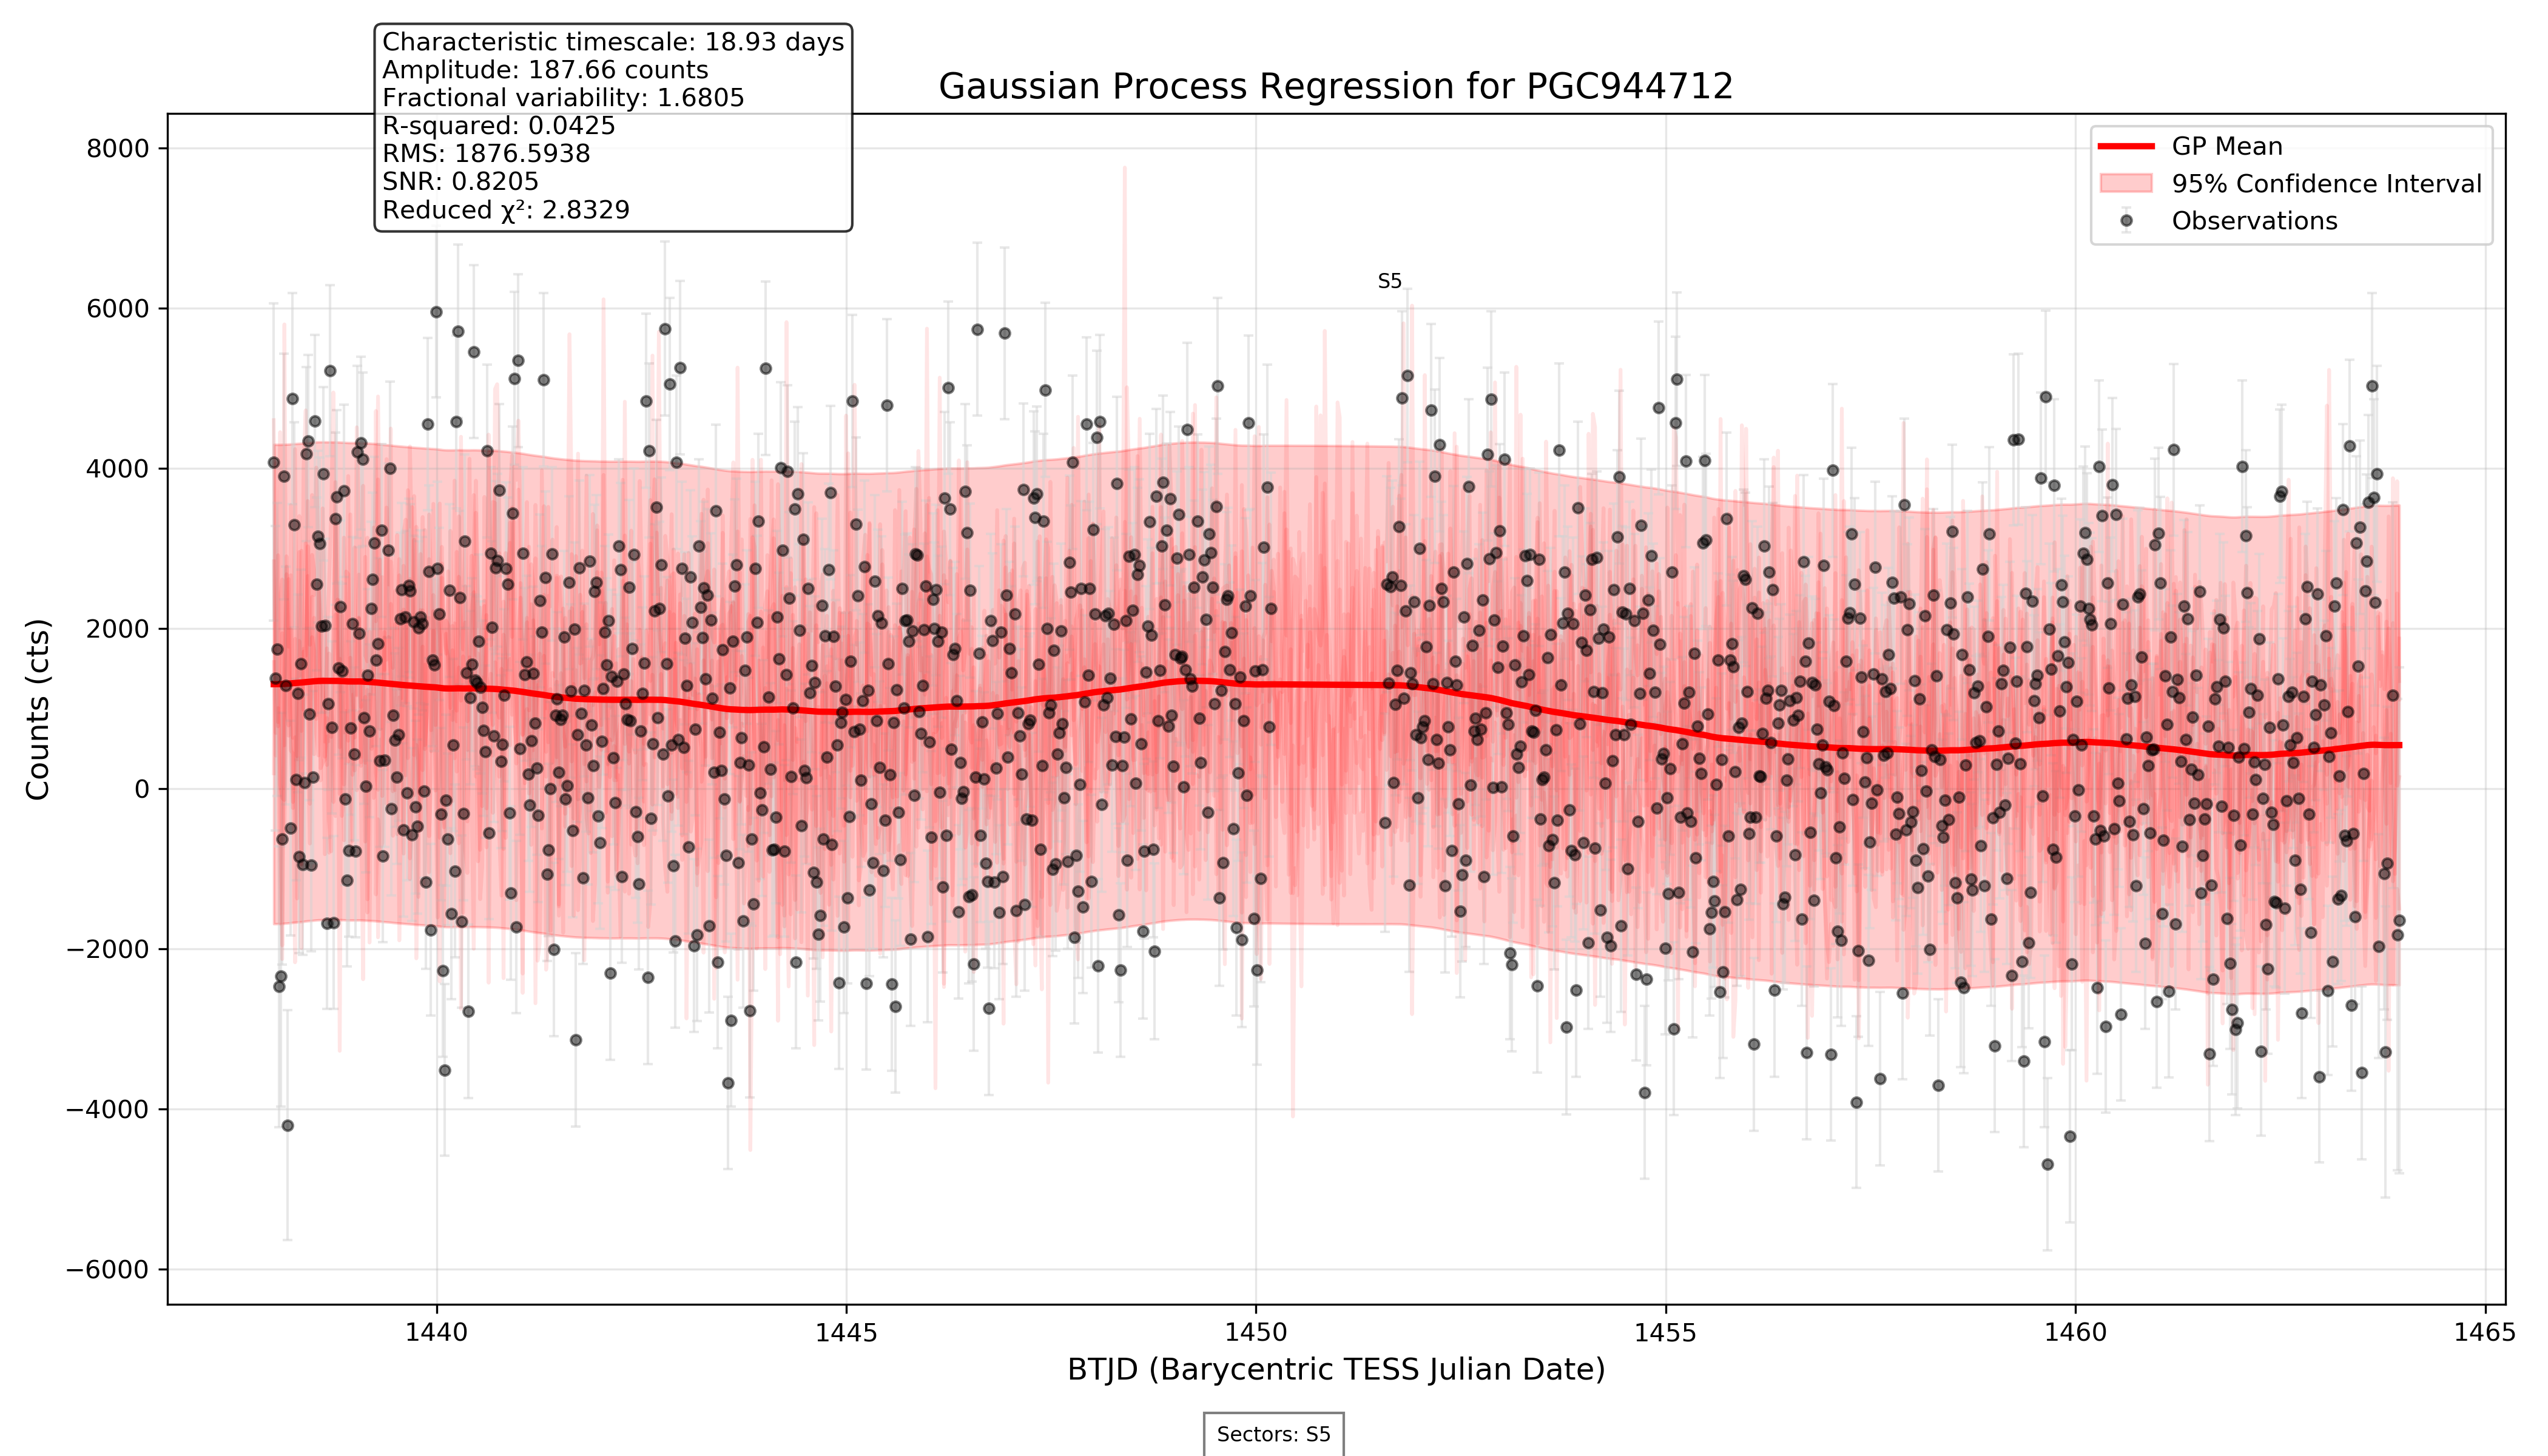 Characteristic timescale: 18.93 days
Amplitude: 187.66 counts
Fractional variability: 1.6805
R-squared: 0.0425
RMS: 1876.5938
SNR: 0.8205
Reduced χ²: 2.8329
Gaussian Process Regression for PGC944712
GP Mean
95% Confidence Interval
Observations
S5
Counts (cts)
8000
6000
4000
2000
0
−2000
−4000
−6000
1440 1445 1450 1455 1460 1465
BTJD (Barycentric TESS Julian Date)
Sectors: S5